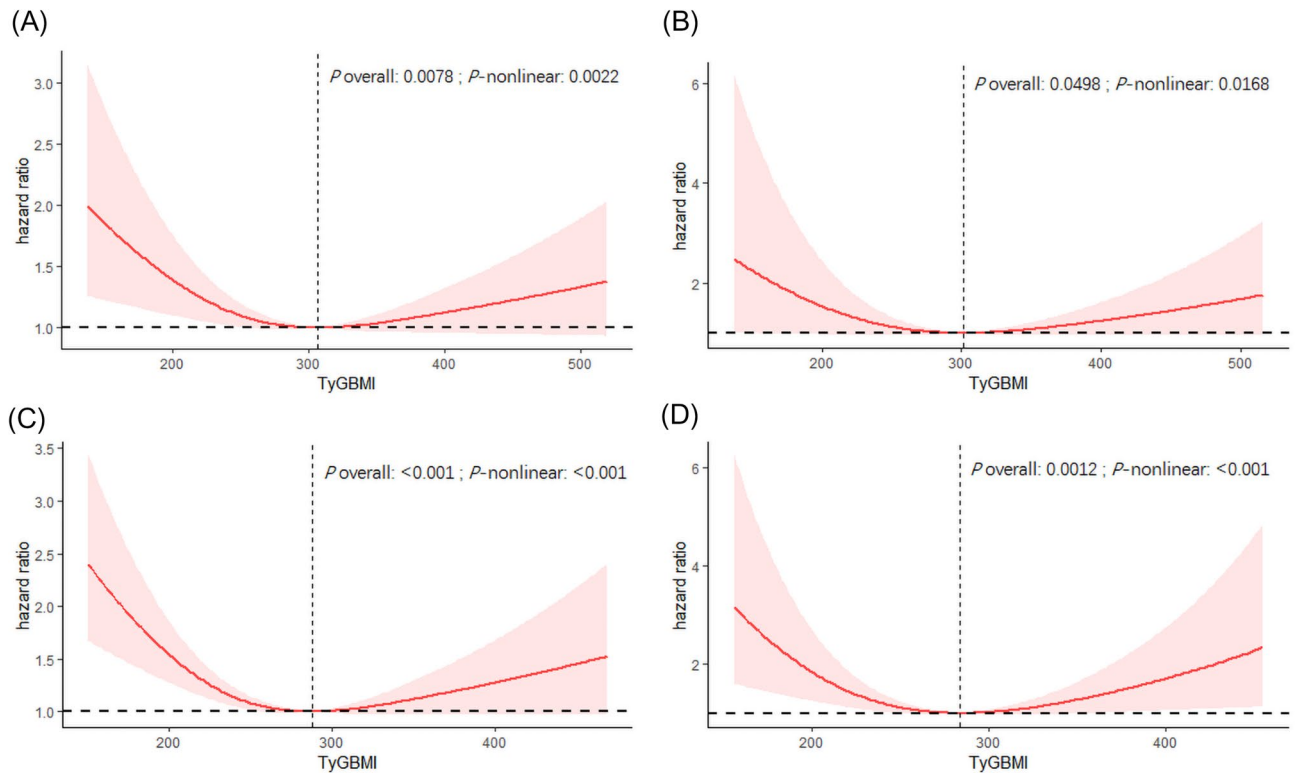 (A)
P overall: 0.0078 ; P-nonlinear: 0.0022
hazard ratio
3.0
2.5
2.0
1.5
1.0
200 300 400 500
TyGBMI
(B)
P overall: 0.0498 ; P-nonlinear: 0.0168
hazard ratio
6
4
2
200 300 400 500
TyGBMI
(C)
P overall: <0.001 ; P-nonlinear: <0.001
hazard ratio
3.5
3.0
2.5
2.0
1.5
1.0
200 300 400
TyGBMI
(D)
P overall: 0.0012 ; P-nonlinear: <0.001
hazard ratio
6
4
2
200 300 400
TyGBMI